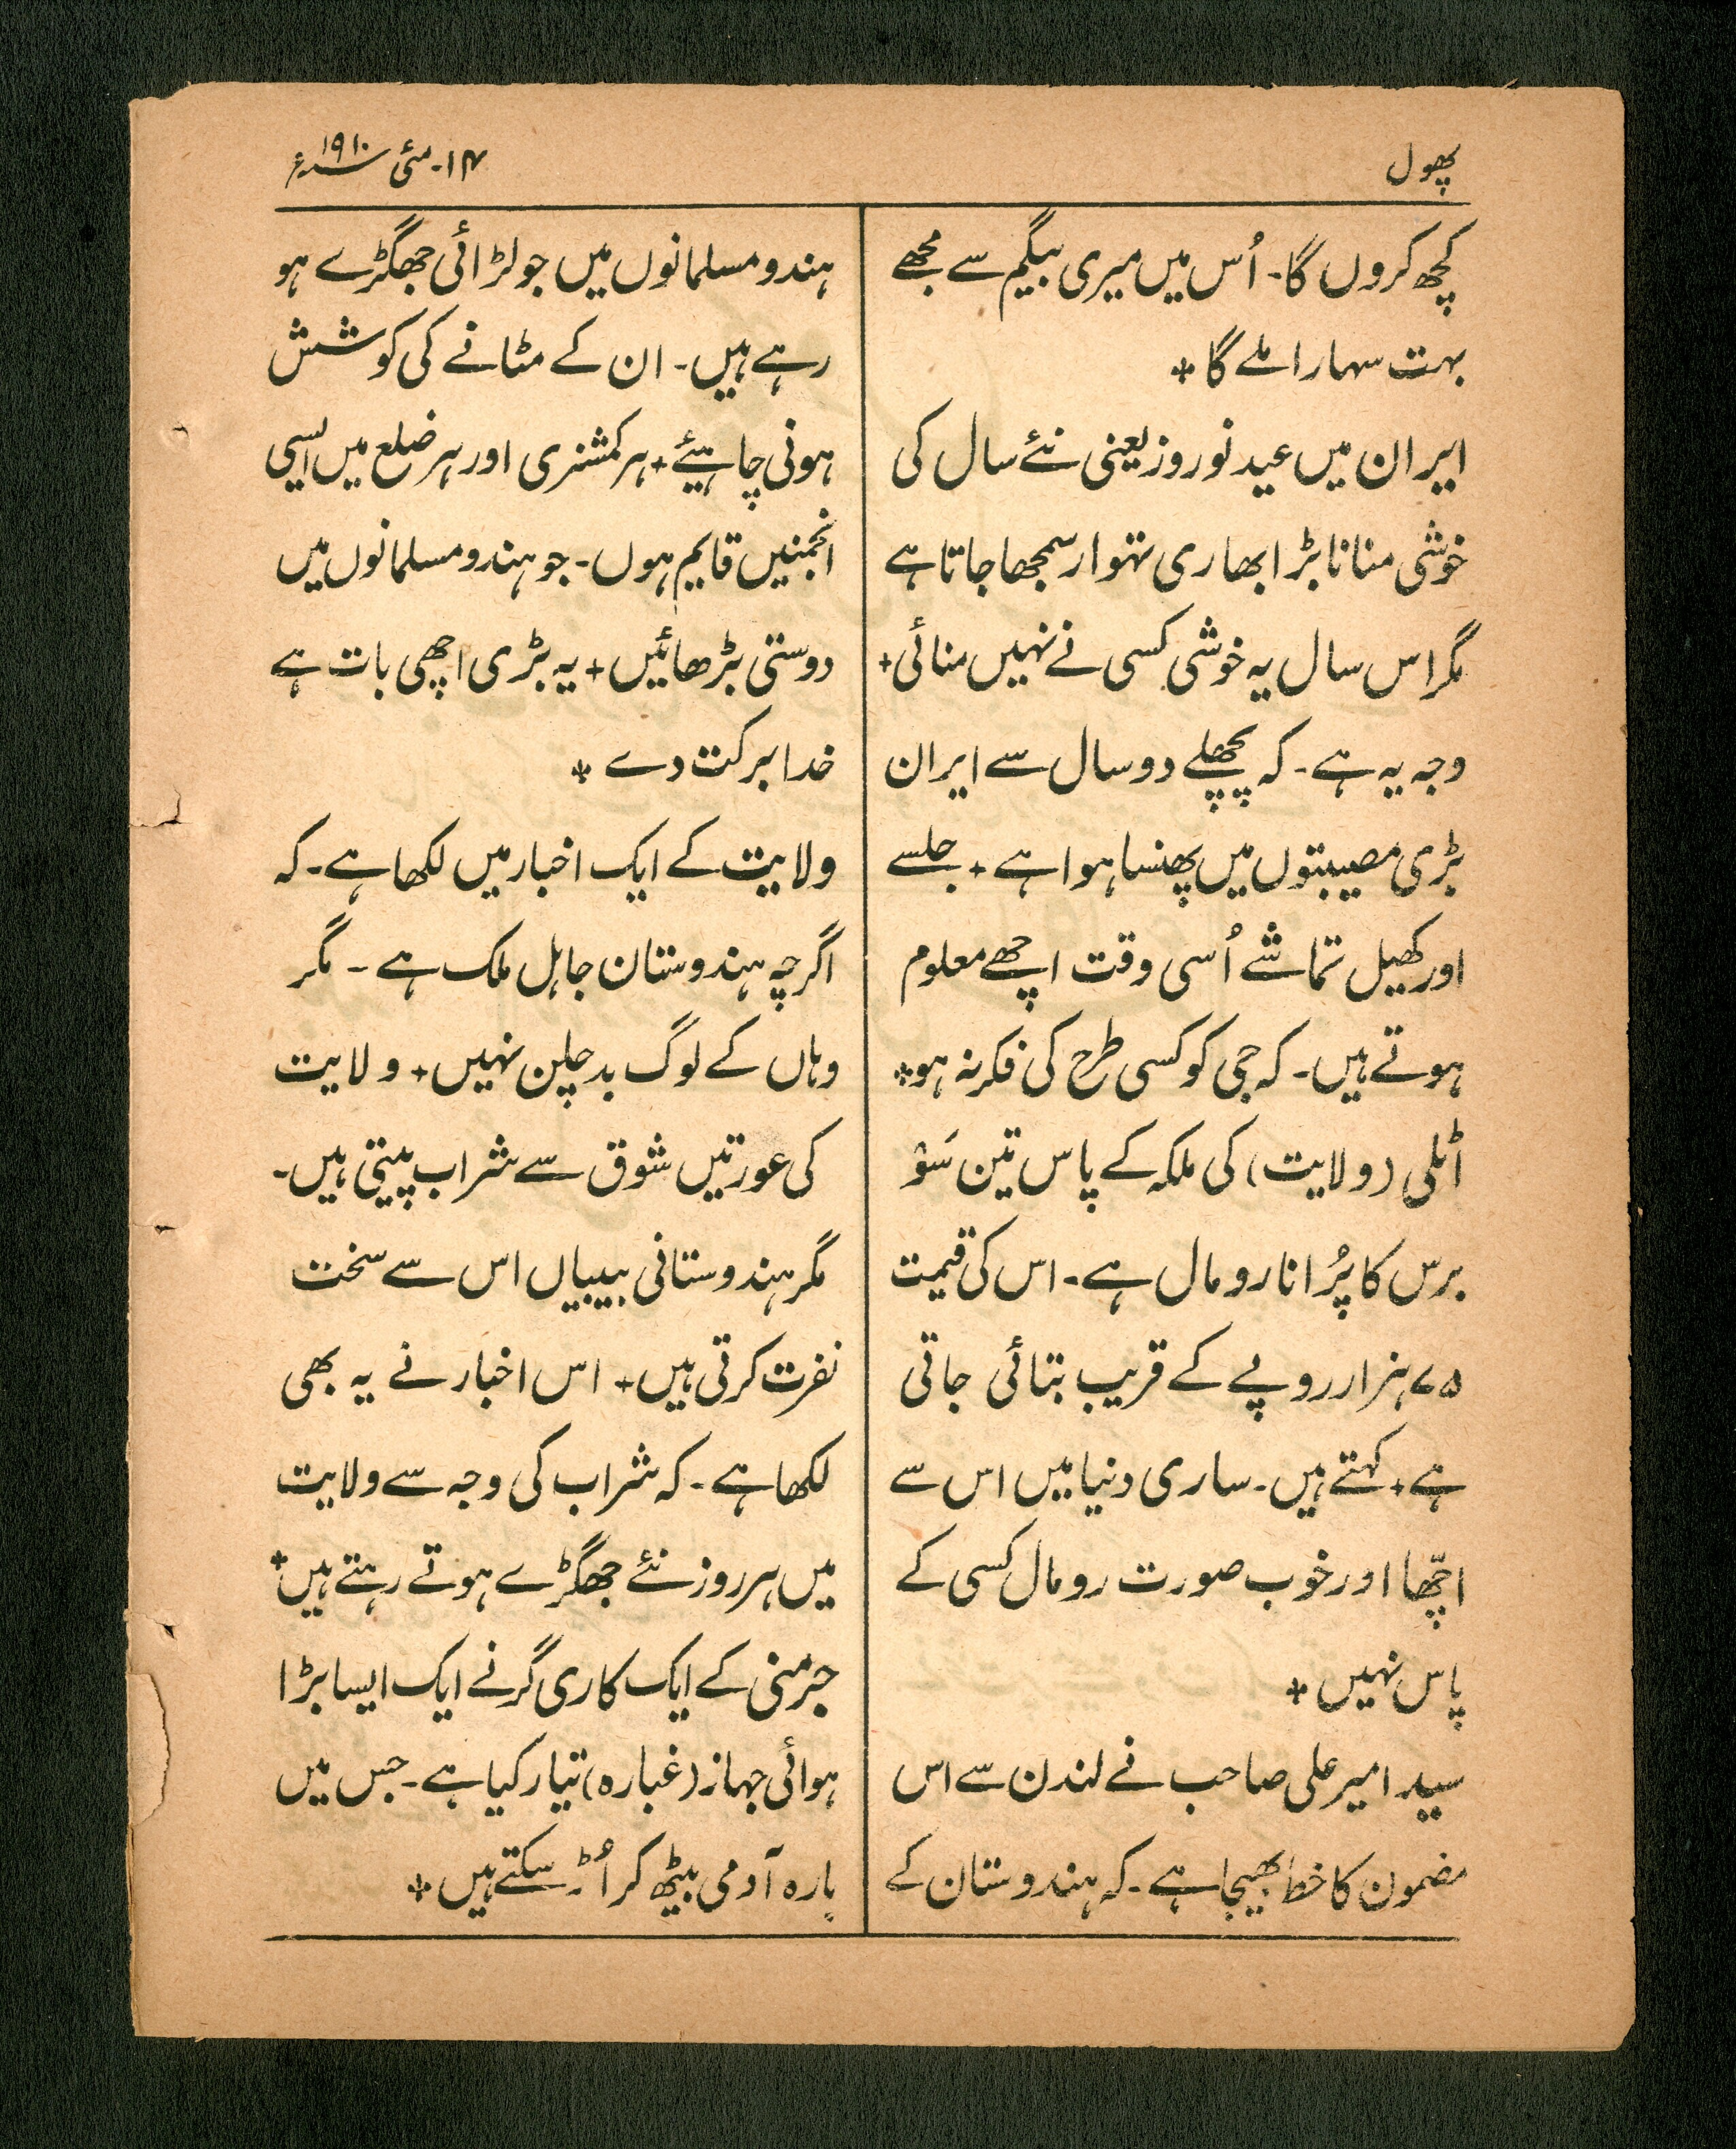 پھول
۱۴۔ مئی سنہ ۱۹۱۰ء
کچھ کروں گا۔ اُس میں میری بیگم سے مجھے
بہت سہارا ملے گا ٭
ایران میں عید نوروز یعنی نئے سال کی
خوشی منانا بڑا بھاری تہوار سمجھا جاتا ہے
مگر اس سال یہ خوشی کسی نے نہیں منائی+
وجہ یہ ہے۔ کہ پچھلے دو سال سے ایران
بڑی مصیبتوں میں پھنسا ہوا ہے + جلسے
اور کھیل تماشے اُسی وقت اچھے معلوم
ہوتے ہیں۔ کہ جی کو کسی طرح کی فکر نہ ہو٭
اٹلی (ولایت) کی ملکہ کے پاس تین سَوْ
برس کا پُرانا رومال ہے۔ اس کی قیمت
۷۵ ہزار روپے کے قریب بتائی جاتی
ہے + کہتے ہیں۔ ساری دنیا میں اس سے
اچّھا اور خوب صورت رومال کسی کے
پاس نہیں ٭
سید امیر علی صاحب نے لندن سے اس
مضمون کا خط بھیجا ہے۔ کہ ہندوستان کے
ہندو مسلمانوں میں جو لڑائی جھگڑے ہو
رہے ہیں۔ ان کے مٹانے کی کوشش
ہونی چاہیئے + ہر کمشنری اور ہر ضلع میں ایسی
انجمنیں قایم ہوں۔ جو ہندو مسلمانوں میں
دوستی بڑھائیں + یہ بڑی اچھی بات ہے
خدا برکت دے ٭
ولایت کے ایک اخبار میں لکھا ہے۔ کہ
اگرچہ ہندوستان جاہل ملک ہے ۔ مگر
وہاں کے لوگ بد چلن نہیں + ولایت
کی عورتیں شوق سے شراب پیتی ہیں۔
مگر ہندوستانی بیبیاں اس سے سخت
نفرت کرتی ہیں + اس اخبار نے یہ بھی
لکھا ہے۔ کہ شراب کی وجہ سے ولایت
میں ہر روز نئے جھگڑے ہوتے رہتے ہیں ٭
جرمنی کے ایک کاری گر نے ایک ایسا بڑا
ہوائی جہاز (غبارہ) تیار کیا ہے۔ جس میں
بارہ آدمی بیٹھ کر اُڑ سکتے ہیں ٭